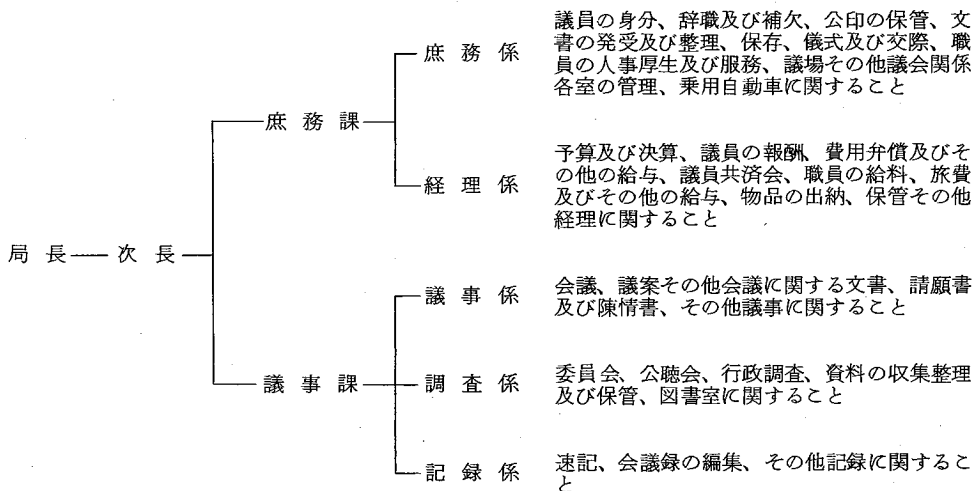 局長
次長
庶務課
庶務係
議員の身分、辞職及び補欠、公印の保管、文
書の発受及び整理、保存、儀式及び交際、職
員の人事厚生及び服務、議場その他議会関係
各室の管理、乗用自動車に関すること
経理係
予算及び決算、議員の報酬、費用弁償及びそ
の他の給与、議員共済会、職員の給料、旅費
及びその他の給与、物品の出納、保管その他
経理に関すること
議事課
議事係
会議、議案その他会議に関する文書、請願書
及び陳情書、その他議事に関すること
調査係
委員会、公聴会、行政調査、資料の収集整理
及び保管、図書室に関すること
記録係
速記、会議録の編集、その他記録に関するこ
と